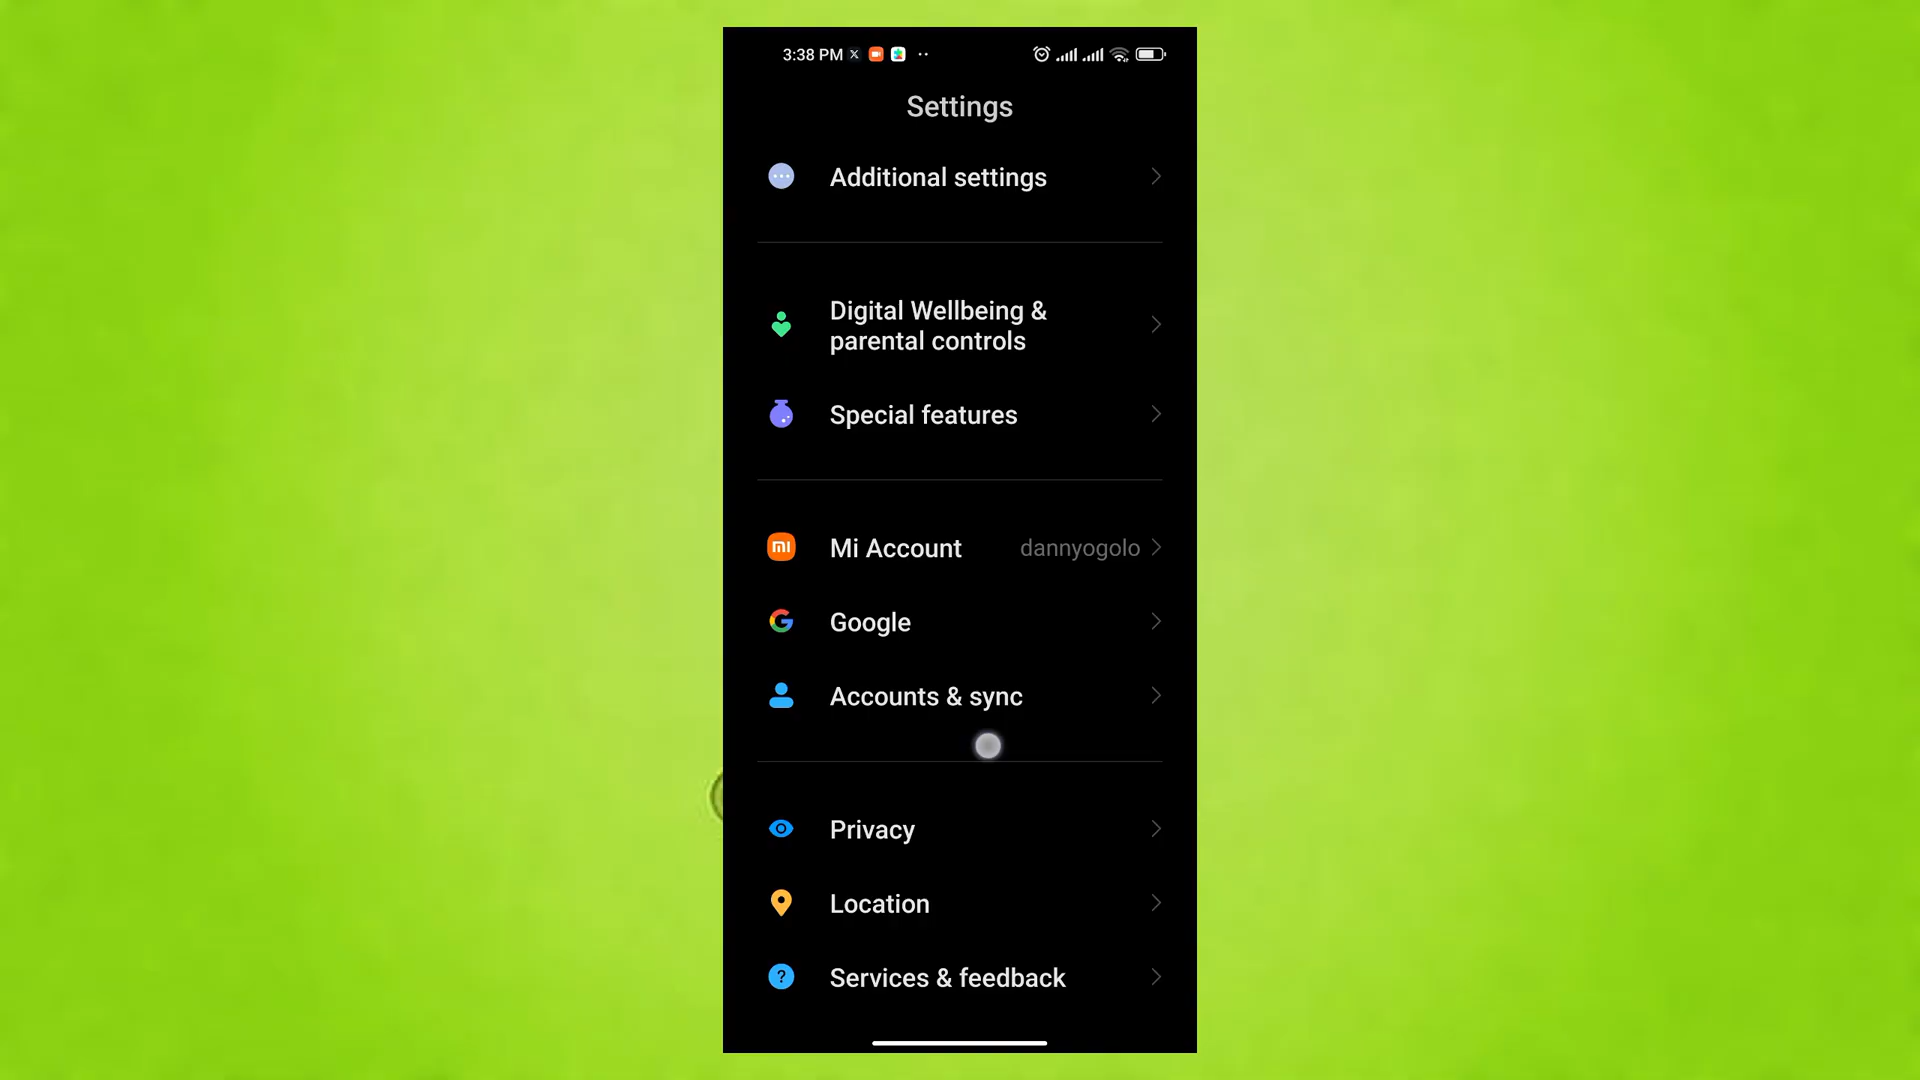 3:38 PM
Settings
Additional settings
Digital Wellbeing &
parental controls
Special features
Mi Account dannyogolo
Google
Accounts & sync
Privacy
Location
Services & feedback